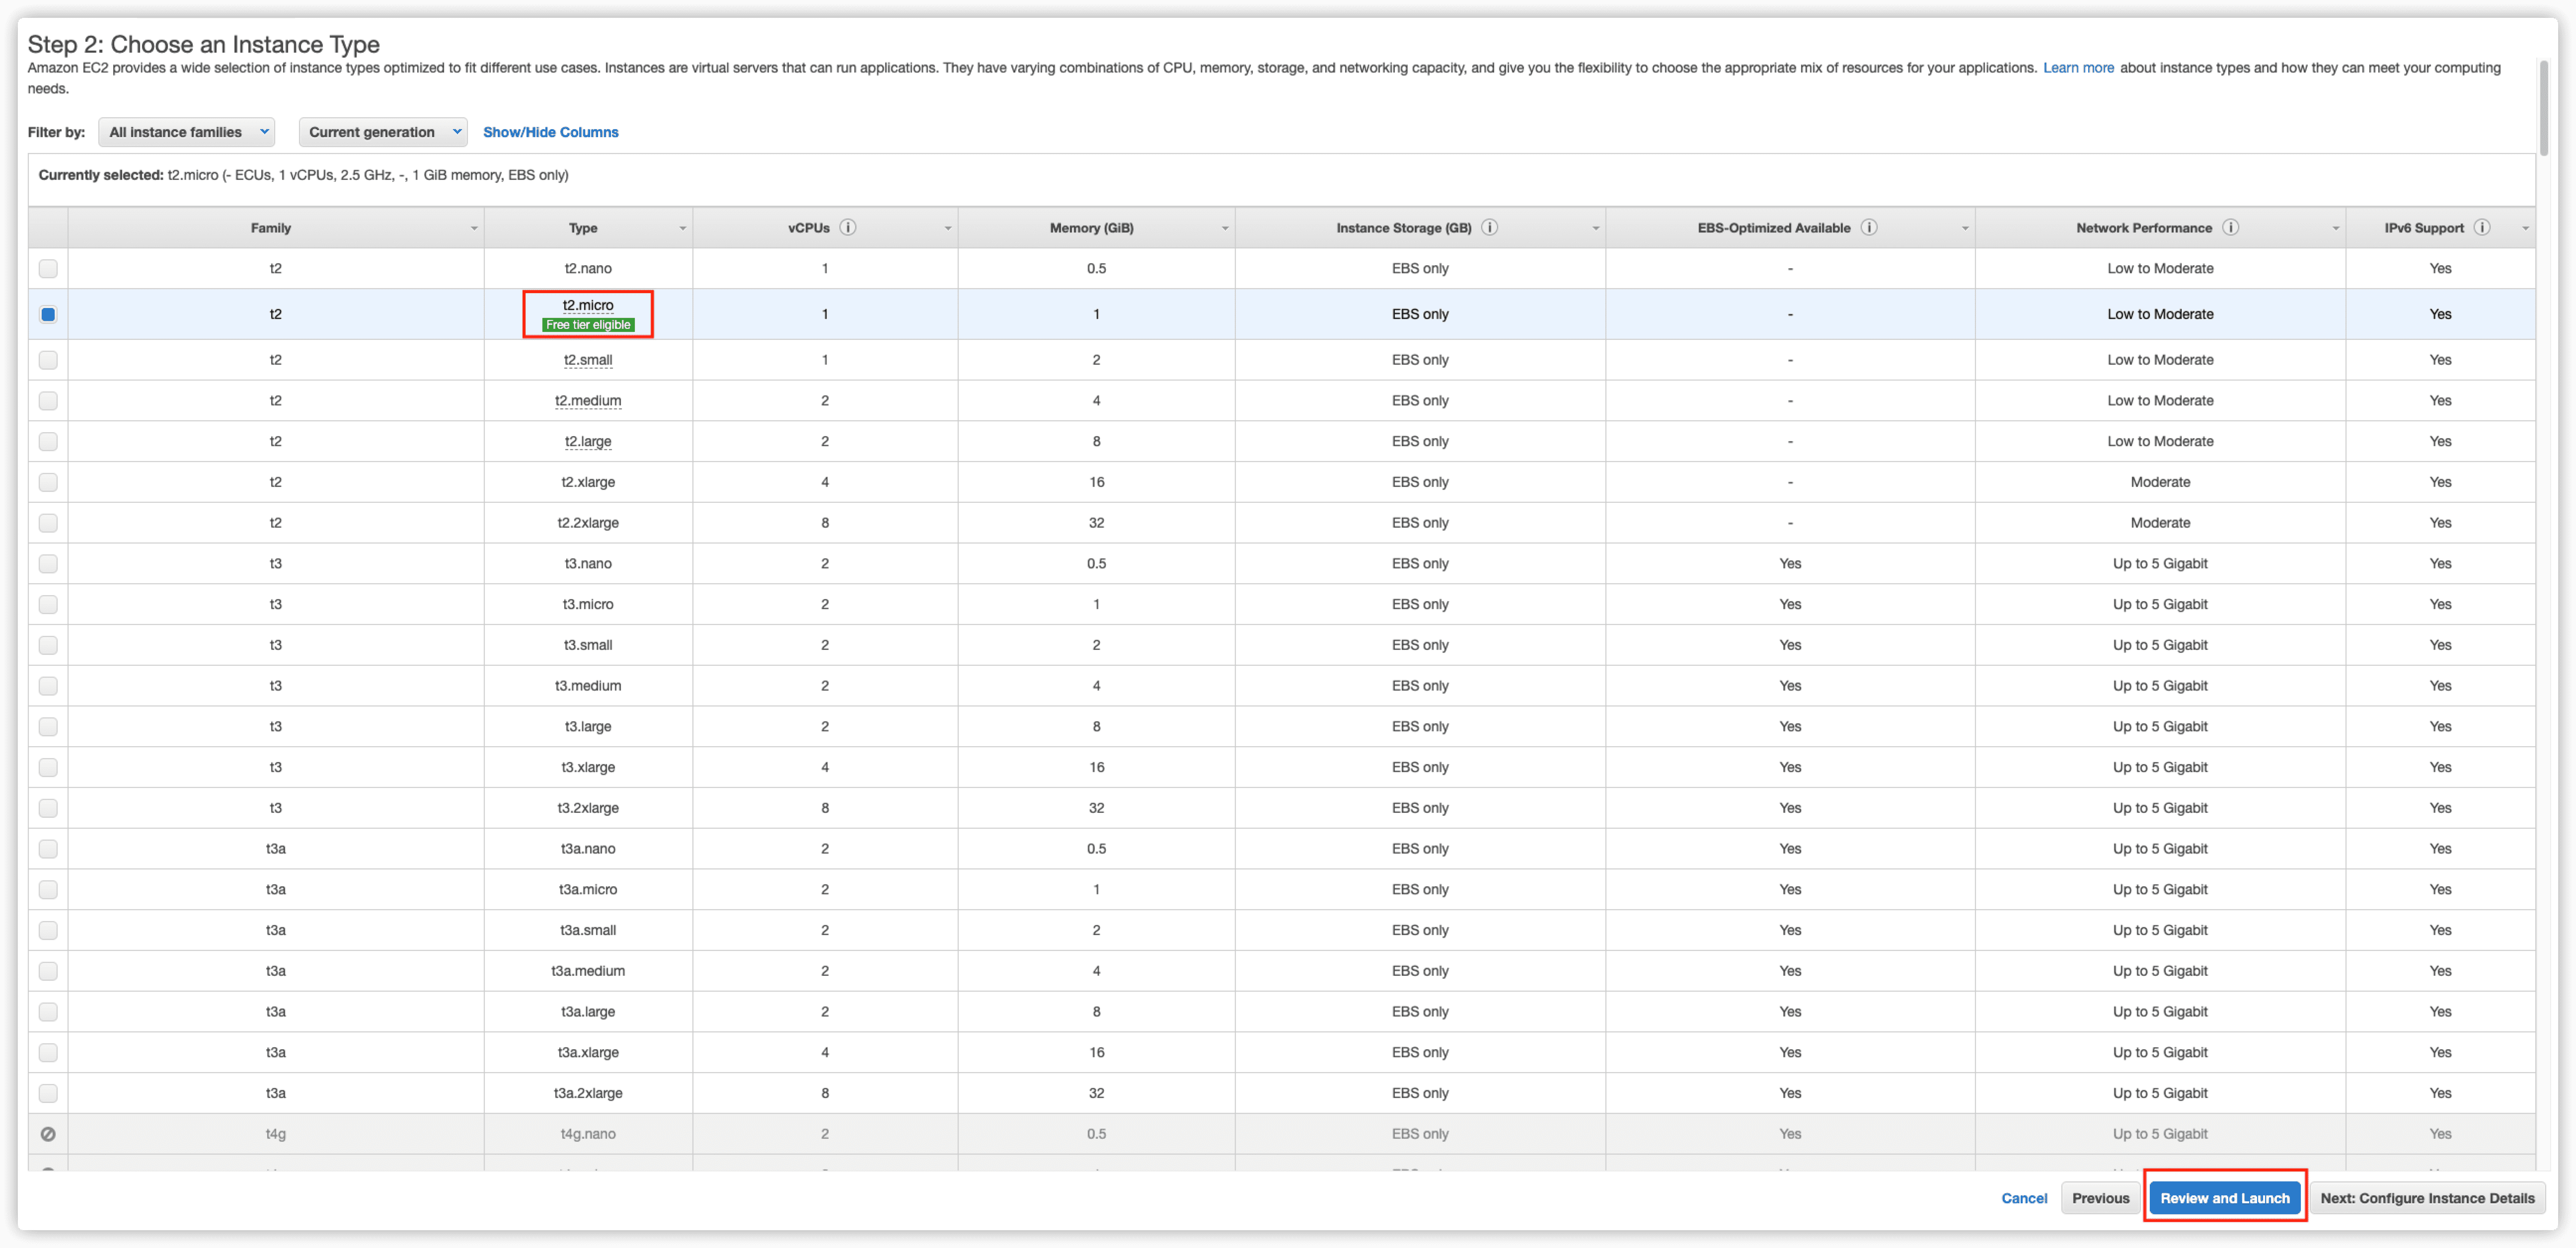 Step 2: Choose an Instance Type
Amazon EC2 provides a wide selection of instance types optimized to fit different use cases. Instances are virtual servers that can run applications. They have varying combinations of CPU, memory, storage, and networking capacity, and give you the flexibility to choose the appropriate mix of resources for your applications. Learn more about instance types and how they can meet your computing
needs.
Filter by: All instance families Current generation Show/Hide Columns
Currently selected: t2.micro (- ECUs, 1 vCPUs, 2.5 GHz, -, 1 GiB memory, EBS only)
Family Type vCPUs Memory (GiB) Instance Storage (GB) EBS-Optimized Available Network Performance IPv6 Support
t2 t2.nano 1 0.5 EBS only - Low to Moderate Yes
t2 t2.micro 1 1 EBS only - Low to Moderate Yes
Free tier eligible
t2 t2.small 1 2 EBS only - Low to Moderate Yes
t2 t2.medium 2 4 EBS only - Low to Moderate Yes
t2 t2.large 2 8 EBS only - Low to Moderate Yes
t2 t2.xlarge 4 16 EBS only - Moderate Yes
t2 t2.2xlarge 8 32 EBS only - Moderate Yes
t3 t3.nano 2 0.5 EBS only Yes Up to 5 Gigabit Yes
t3 t3.micro 2 1 EBS only Yes Up to 5 Gigabit Yes
t3 t3.small 2 2 EBS only Yes Up to 5 Gigabit Yes
t3 t3.medium 2 4 EBS only Yes Up to 5 Gigabit Yes
t3 t3.large 2 8 EBS only Yes Up to 5 Gigabit Yes
t3 t3.xlarge 4 16 EBS only Yes Up to 5 Gigabit Yes
t3 t3.2xlarge 8 32 EBS only Yes Up to 5 Gigabit Yes
t3a t3a.nano 2 0.5 EBS only Yes Up to 5 Gigabit Yes
t3a t3a.micro 2 1 EBS only Yes Up to 5 Gigabit Yes
t3a t3a.small 2 2 EBS only Yes Up to 5 Gigabit Yes
t3a t3a.medium 2 4 EBS only Yes Up to 5 Gigabit Yes
t3a t3a.large 2 8 EBS only Yes Up to 5 Gigabit Yes
t3a t3a.xlarge 4 16 EBS only Yes Up to 5 Gigabit Yes
t3a t3a.2xlarge 8 32 EBS only Yes Up to 5 Gigabit Yes
t4g t4g.nano 2 0.5 EBS only Yes Up to 5 Gigabit Yes
Cancel Previous Review and Launch Next: Configure Instance Details